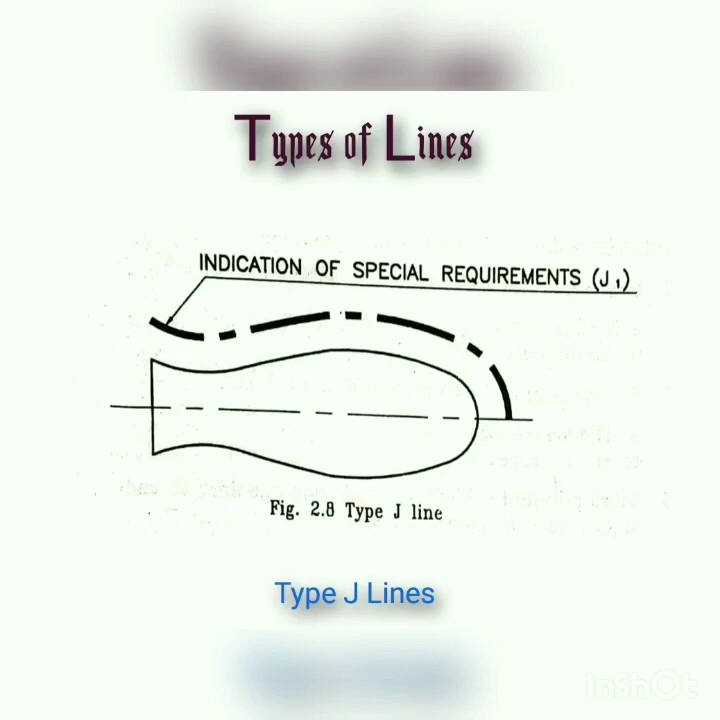 Types of Lines
INDICATION OF SPECIAL REQUIREMENTS (J₁)
Fig. 2.8 Type J line
Type J Lines
InShOt